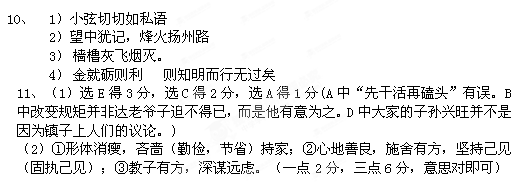 10、 1）小弦切切如私语
2）望中犹记，烽火扬州路
3）樯橹灰飞烟灭。
4）金就砺则利 则知明而行无过矣
11、（1）选E得3分，选C得2分，选A得1分(A中“先干活再磕头”有误。B
中改变规矩并非达老爷子迫不得已，而是他有意为之。D中大家的子孙兴旺并不是
因为镇子上人们的议论。）
（2）①形体消瘦，吝啬（勤俭，节省）持家；②心地善良，施舍有方，坚持己见
（固执己见）；③教子有方，深谋远虑。（一点2分，三点6分，意思对即可）